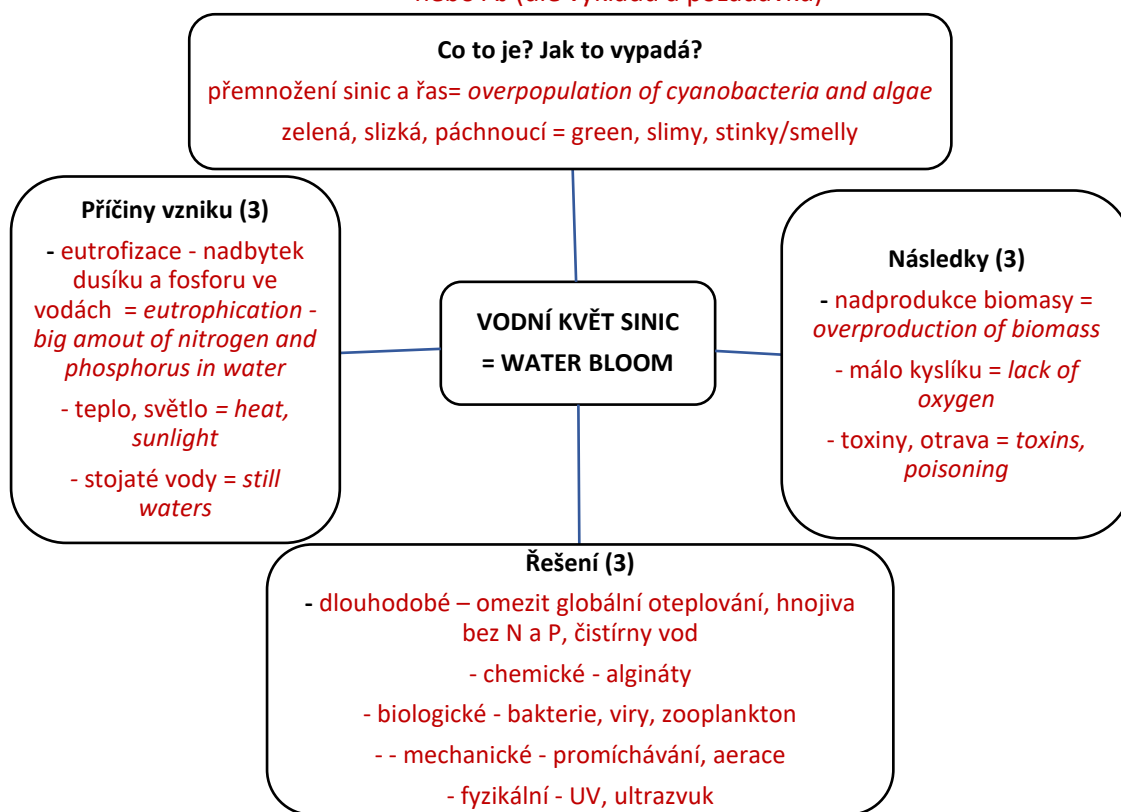 Co to je? Jak to vypadá?
přemnožení sinic a řas= overpopulation of cyanobacteria and algae
zelená, slizká, páchnoucí = green, slimy, stinky/smelly
Příčiny vzniku (3)
- eutrofizace - nadbytek
dusíku a fosforu ve
vodách = eutrophication -
big amout of nitrogen and
phosphorus in water
- teplo, světlo = heat,
sunlight
- stojaté vody = still
waters
VODNÍ KVĚT SINIC
= WATER BLOOM
Následky (3)
- nadprodukce biomasy =
overproduction of biomass
- málo kyslíku = lack of
oxygen
- toxiny, otrava = toxins,
poisoning
Řešení (3)
- dlouhodobé – omezit globální oteplování, hnojiva
bez N a P, čistírny vod
- chemické - algináty
- biologické - bakterie, viry, zooplankton
- - mechanické - promíchávání, aerace
- fyzikální - UV, ultrazvuk